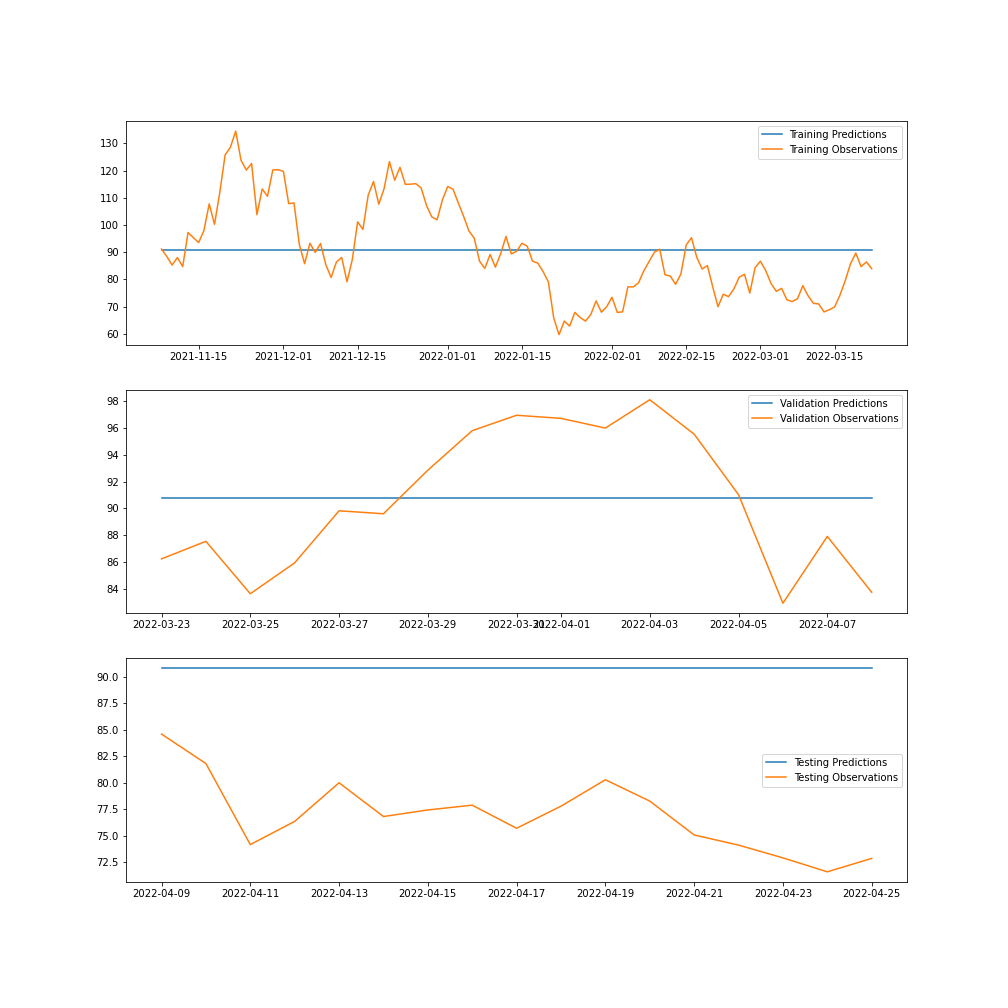 130
120
110
100
90
80
70
60
Training Predictions
Training Observations
2021-11-15 2021-12-01 2021-12-15 2022-01-01 2022-01-15 2022-02-01 2022-02-15 2022-03-01 2022-03-15
98
96
94
92
90
88
86
84
Validation Predictions
Validation Observations
2022-03-23 2022-03-25 2022-03-27 2022-03-29 2022-03-31 2022-04-01 2022-04-03 2022-04-05 2022-04-07
90.0
87.5
85.0
82.5
80.0
77.5
75.0
72.5
Testing Predictions
Testing Observations
2022-04-09 2022-04-11 2022-04-13 2022-04-15 2022-04-17 2022-04-19 2022-04-21 2022-04-23 2022-04-25